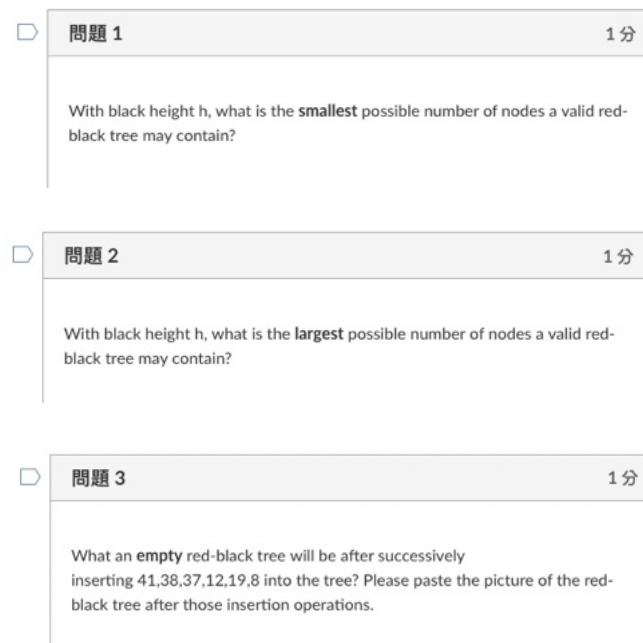 問題 1
1 分
With black height h, what is the smallest possible number of nodes a valid red-
black tree may contain?
問題 2
1 分
With black height h, what is the largest possible number of nodes a valid red-
black tree may contain?
問題 3
1 分
What an empty red-black tree will be after successively
inserting 41,38,37,12,19,8 into the tree? Please paste the picture of the red-
black tree after those insertion operations.